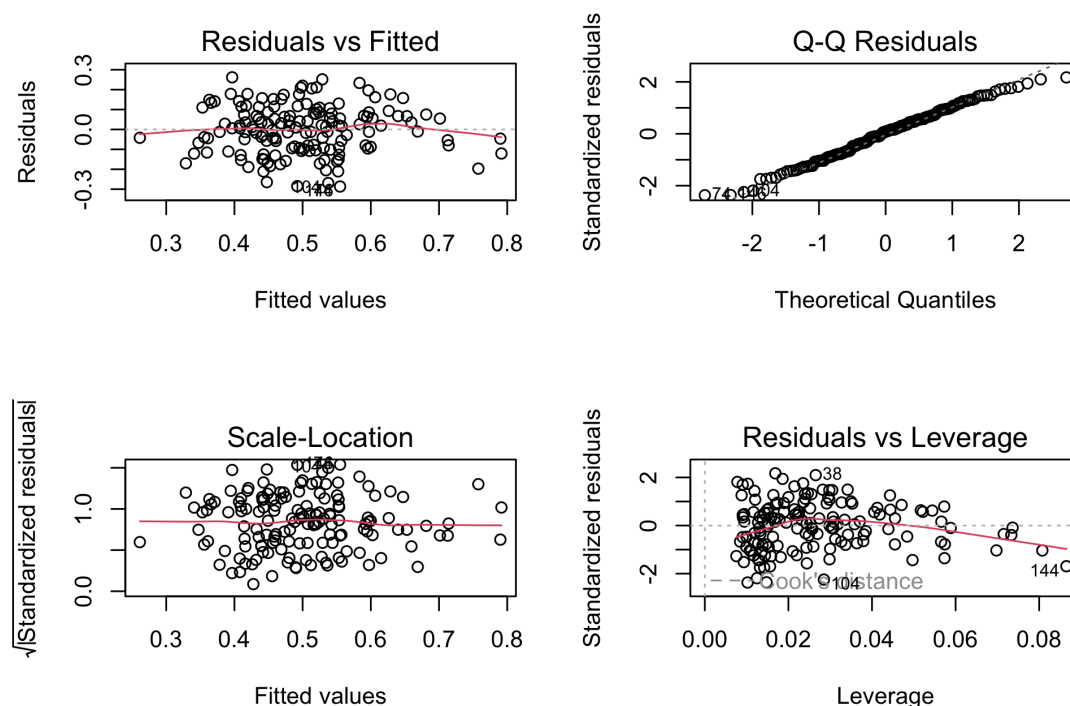 Residuals vs Fitted
Residuals
0.3
0.0
-0.3
0.3 0.4 0.5 0.6 0.7 0.8
Fitted values
Q-Q Residuals
Standardized residuals
2
0
-2
74
-2 -1 0 1 2
Theoretical Quantiles
Scale-Location
√|Standardized residuals|
1.0
0.0
0.3 0.4 0.5 0.6 0.7 0.8
Fitted values
Residuals vs Leverage
Standardized residuals
2
0
-2
38
144
104
Cook's distance
0.00 0.02 0.04 0.06 0.08
Leverage